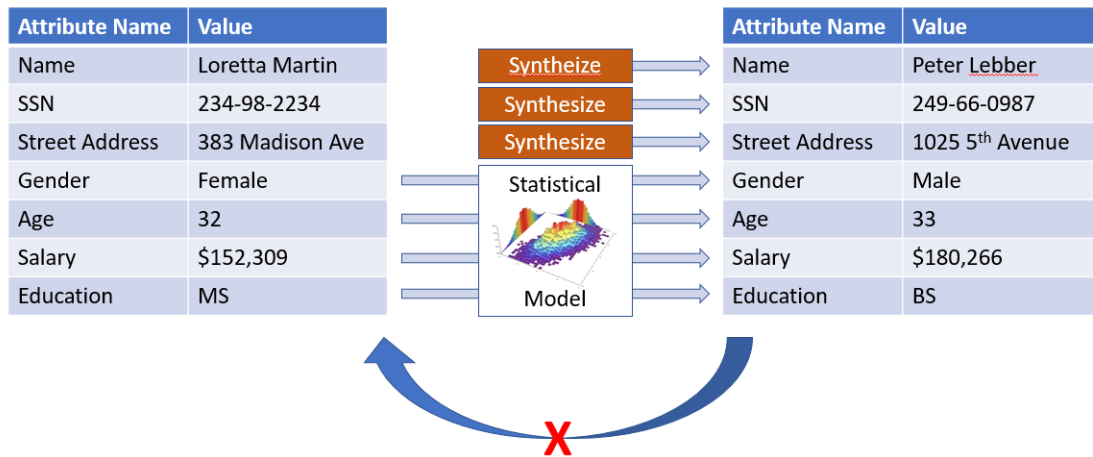 Attribute Name Value
Name Loretta Martin
SSN 234-98-2234
Street Address 383 Madison Ave
Gender Female
Age 32
Salary $152,309
Education MS
Syntheize
Synthesize
Synthesize
Statistical
Model
Attribute Name Value
Name Peter Lebber
SSN 249-66-0987
Street Address 1025 5th Avenue
Gender Male
Age 33
Salary $180,266
Education BS
X